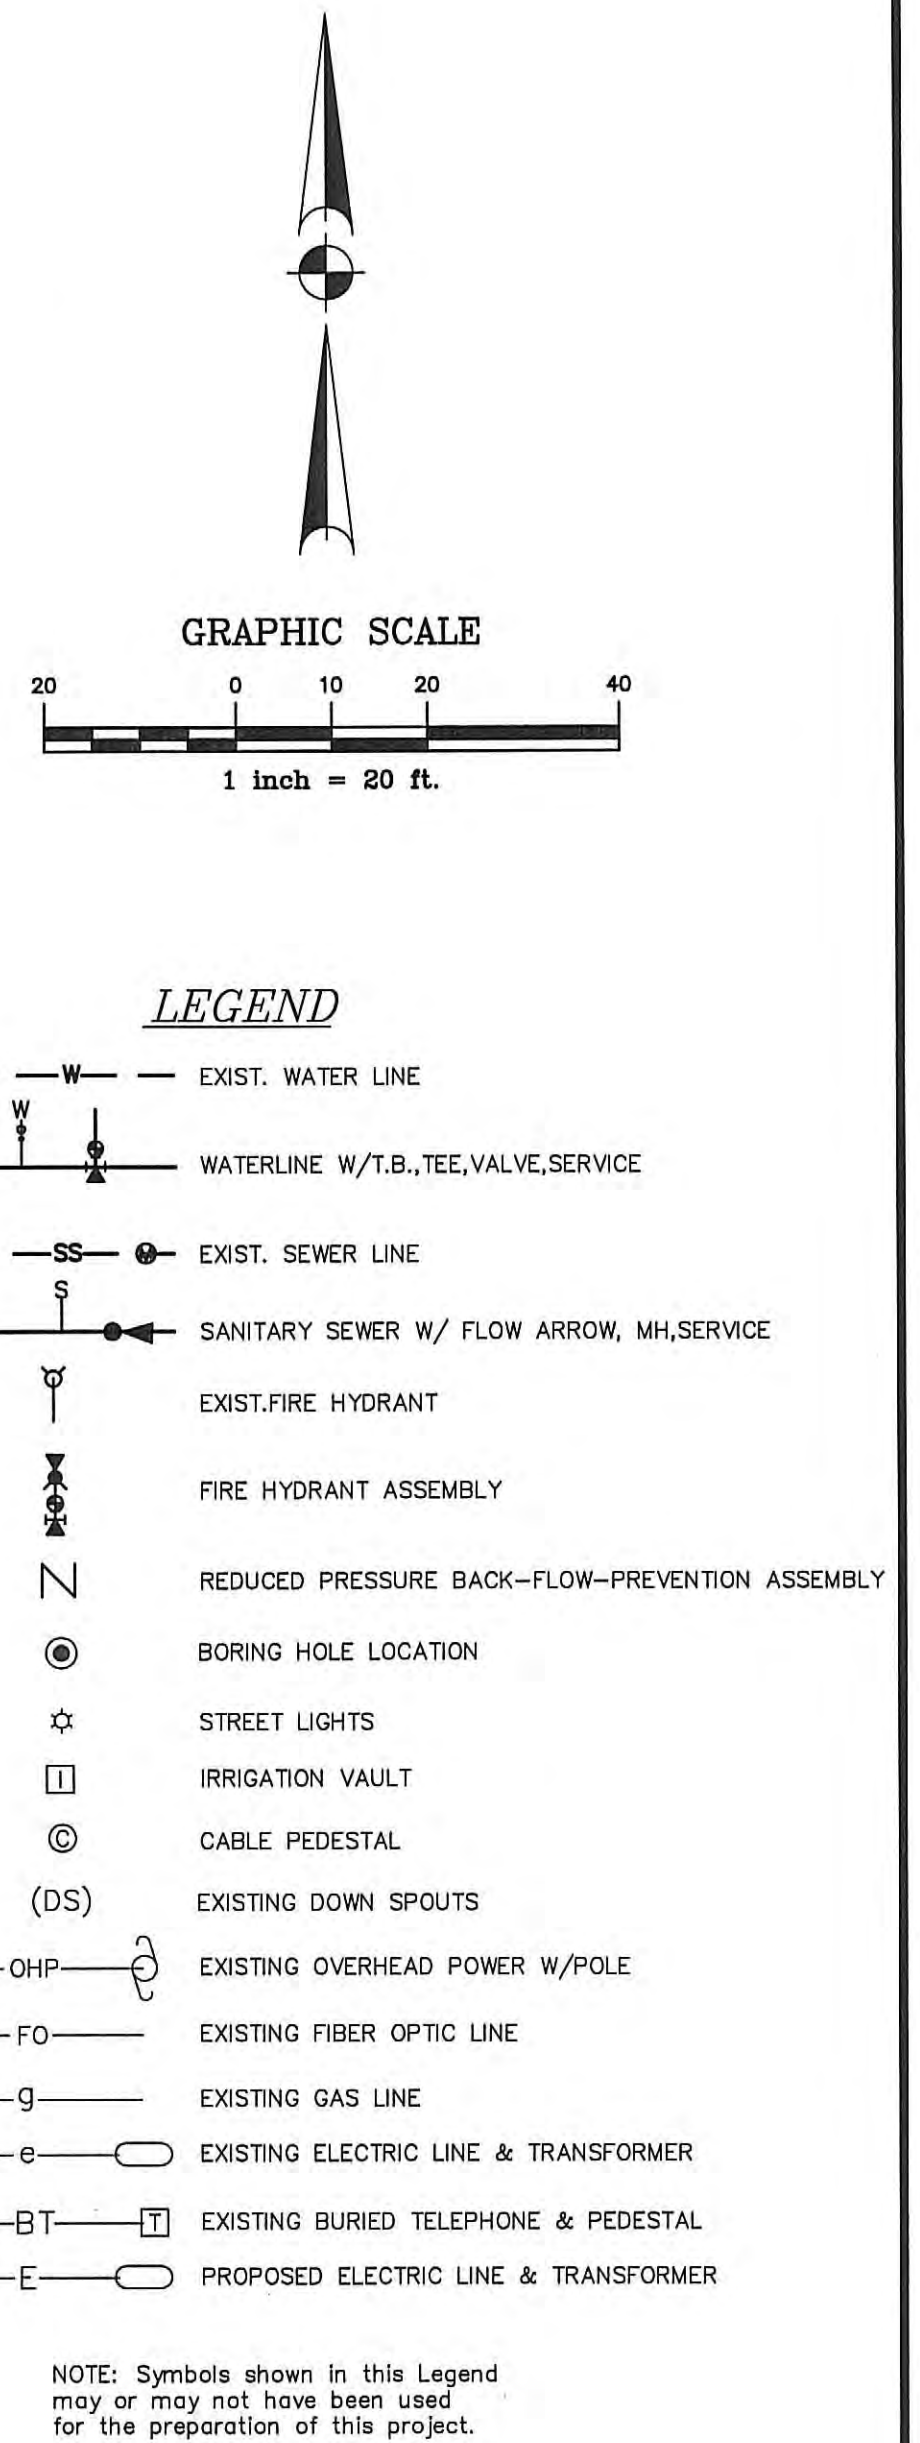 GRAPHIC SCALE
20 0 10 20 40
1 inch = 20 ft.
LEGEND
W EXIST. WATER LINE
W
WATERLINE W/T.B.,TEE,VALVE,SERVICE
SS EXIST. SEWER LINE
S
SANITARY SEWER W/ FLOW ARROW, MH,SERVICE
EXIST.FIRE HYDRANT
FIRE HYDRANT ASSEMBLY
N REDUCED PRESSURE BACK-FLOW-PREVENTION ASSEMBLY
BORING HOLE LOCATION
STREET LIGHTS
I IRRIGATION VAULT
C CABLE PEDESTAL
(DS) EXISTING DOWN SPOUTS
OHP EXISTING OVERHEAD POWER W/POLE
FO EXISTING FIBER OPTIC LINE
g EXISTING GAS LINE
e EXISTING ELECTRIC LINE & TRANSFORMER
BT T EXISTING BURIED TELEPHONE & PEDESTAL
E PROPOSED ELECTRIC LINE & TRANSFORMER
NOTE: Symbols shown in this Legend
may or may not have been used
for the preparation of this project.